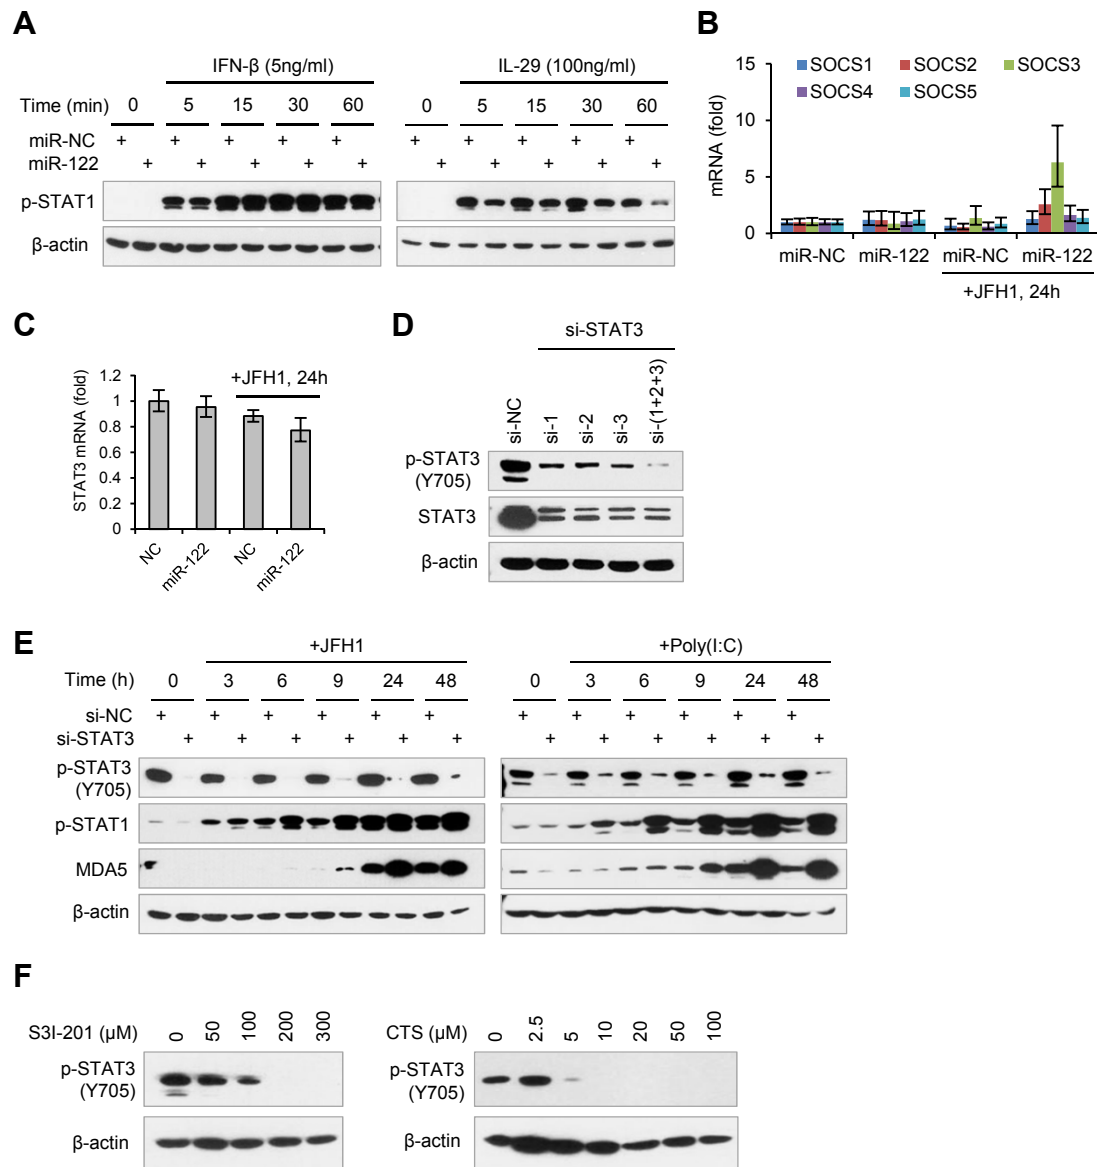 A
IFN-β (5ng/ml)
IL-29 (100ng/ml)
Time (min) 0 5 15 30 60 0 5 15 30 60
miR-NC + + + + + + + + + +
miR-122 + + + + + + + + + +
p-STAT1
β-actin
B
15
10
5
0
mRNA (fold)
SOCS1 SOCS2 SOCS3
SOCS4 SOCS5
miR-NC miR-122 miR-NC miR-122
+JFH1, 24h
C
STAT3 mRNA (fold)
1.2
1
0.8
0.6
0.4
0.2
0
+JFH1, 24h
NC miR-122 NC miR-122
D
si-STAT3
si-NC si-1 si-2 si-3 si-(1+2+3)
p-STAT3
(Y705)
STAT3
β-actin
E
+JFH1
+Poly(I:C)
Time (h) 0 3 6 9 24 48 0 3 6 9 24 48
si-NC + + + + + + + + + + + +
si-STAT3 + + + + + + + + + + + +
p-STAT3
(Y705)
p-STAT1
MDA5
β-actin
F
S3I-201 (µM) 0 50 100 200 300
p-STAT3
(Y705)
β-actin
CTS (µM) 0 2.5 5 10 20 50 100
p-STAT3
(Y705)
β-actin